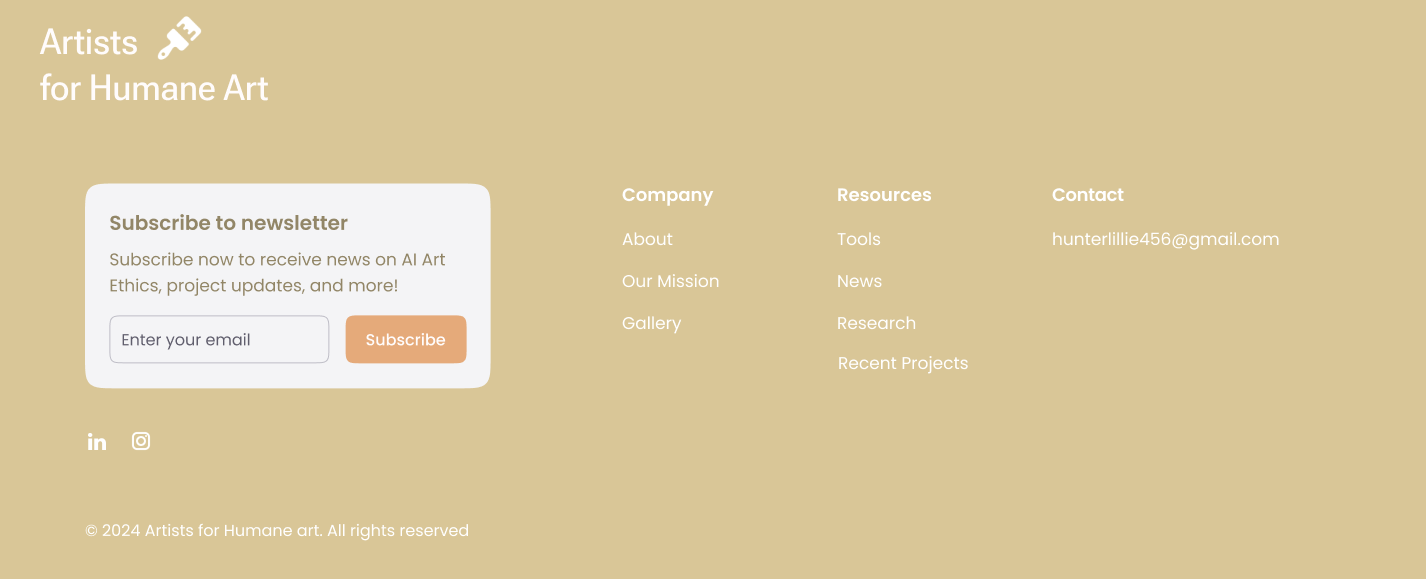 Artists
for Humane Art
Subscribe to newsletter
Subscribe now to receive news on AI Art
Ethics, project updates, and more!
Enter your email
Subscribe
Company
About
Our Mission
Gallery
Resources
Tools
News
Research
Recent Projects
Contact
hunterlillie456@gmail.com
in
© 2024 Artists for Humane art. All rights reserved